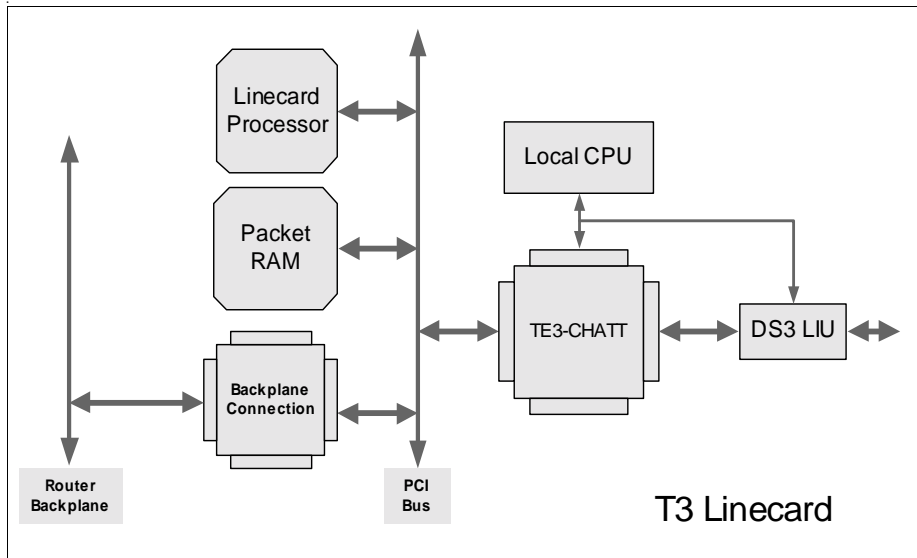 Linecard
Processor
Local CPU
Packet
RAM
TE3-CHATT
DS3 LIU
Backplane
Connection
Router
Backplane
PCI
Bus
T3 Linecard